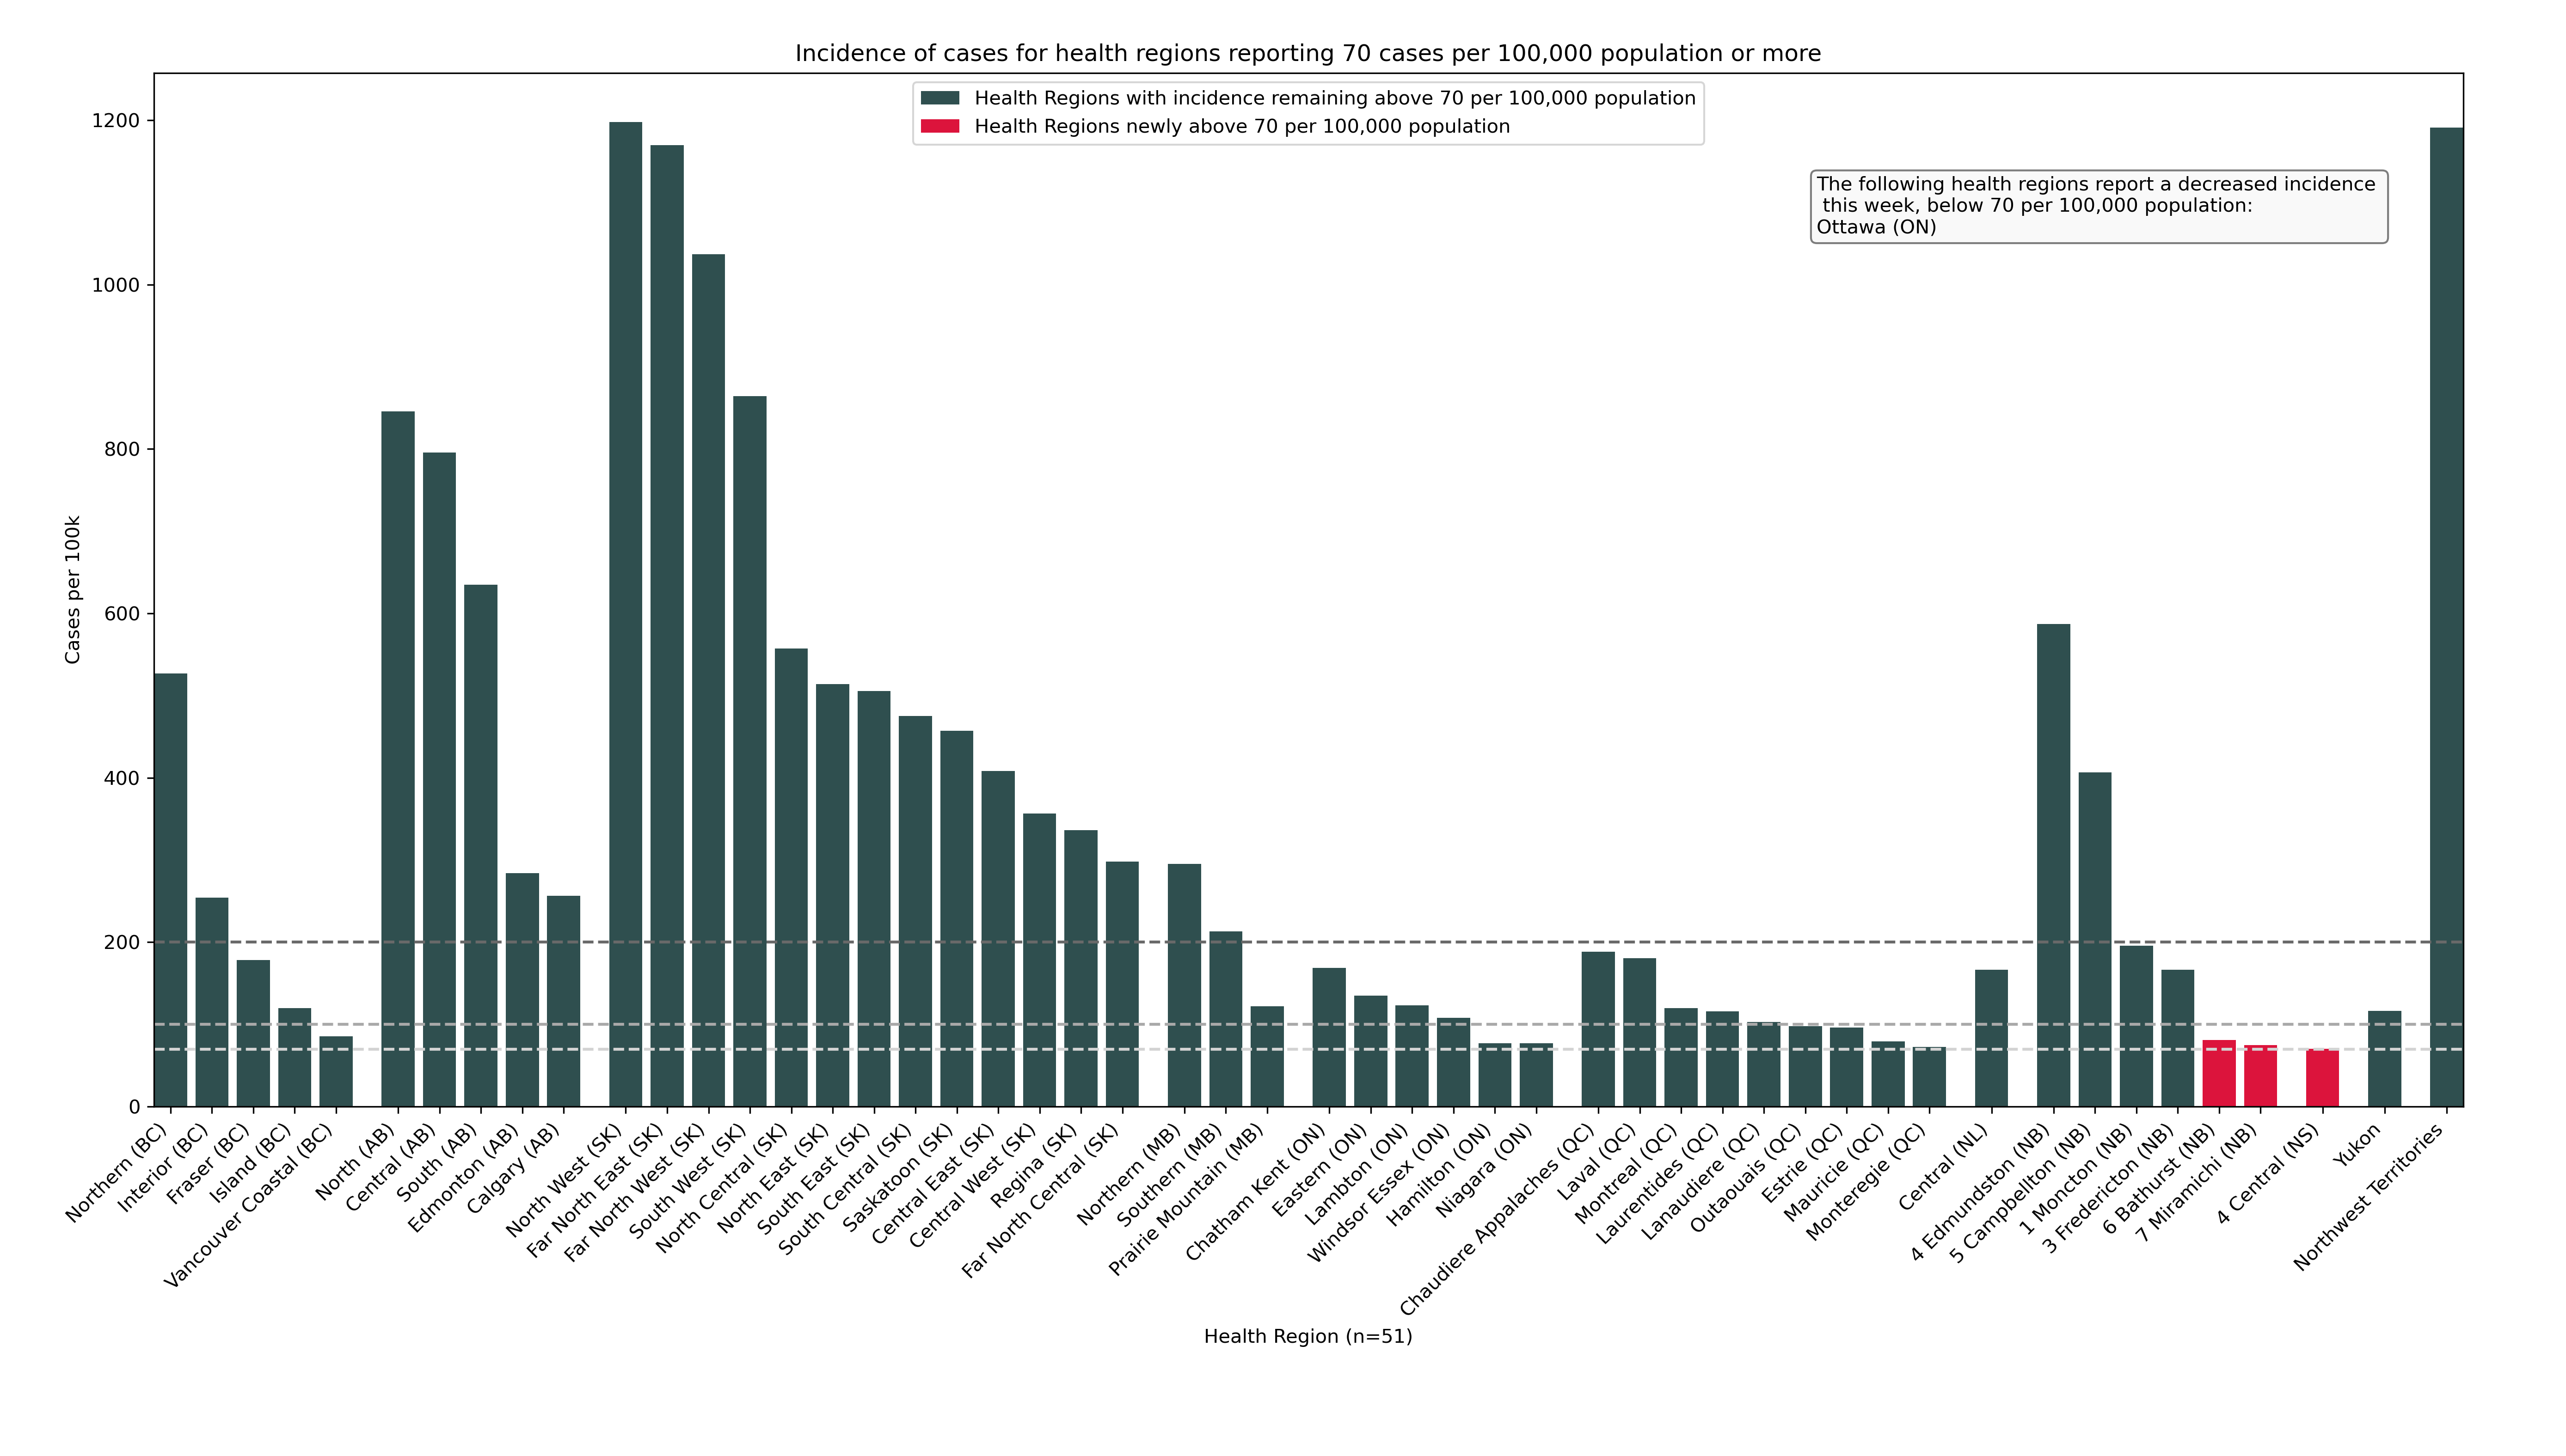 Incidence of cases for health regions reporting 70 cases per 100,000 population or more
Health Regions with incidence remaining above 70 per 100,000 population
Health Regions newly above 70 per 100,000 population
The following health regions report a decreased incidence
this week, below 70 per 100,000 population:
Ottawa (ON)
Cases per 100k
1200
1000
800
600
400
200
0
Northern (BC)
Interior (BC)
Fraser (BC)
Island (BC)
Vancouver Coastal (BC)
North (AB)
Central (AB)
South (AB)
Edmonton (AB)
Calgary (AB)
North West (SK)
Far North East (SK)
Far North West (SK)
South West (SK)
North Central (SK)
North East (SK)
South East (SK)
South Central (SK)
Saskatoon (SK)
Central East (SK)
Central West (SK)
Regina (SK)
Far North Central (SK)
Northern (MB)
Southern (MB)
Prairie Mountain (MB)
Chatham Kent (ON)
Eastern (ON)
Lambton (ON)
Windsor Essex (ON)
Hamilton (ON)
Niagara (ON)
Chaudiere Appalaches (QC)
Laval (QC)
Montreal (QC)
Laurentides (QC)
Lanaudiere (QC)
Outaouais (QC)
Estrie (QC)
Mauricie (QC)
Monteregie (QC)
Central (NL)
4 Edmundston (NB)
5 Campbellton (NB)
1 Moncton (NB)
3 Fredericton (NB)
6 Bathurst (NB)
7 Miramichi (NB)
4 Central (NS)
Yukon
Northwest Territories
Health Region (n=51)